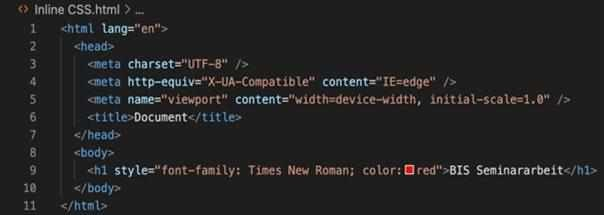 <> Inline CSS.html > ...
1 <html lang="en">
2 <head>
3 <meta charset="UTF-8" />
4 <meta http-equiv="X-UA-Compatible" content="IE=edge" />
5 <meta name="viewport" content="width=device-width, initial-scale=1.0" />
6 <title>Document</title>
7 </head>
8 <body>
9 <h1 style="font-family: Times New Roman; color:red">BIS Seminararbeit</h1>
10 </body>
11 </html>